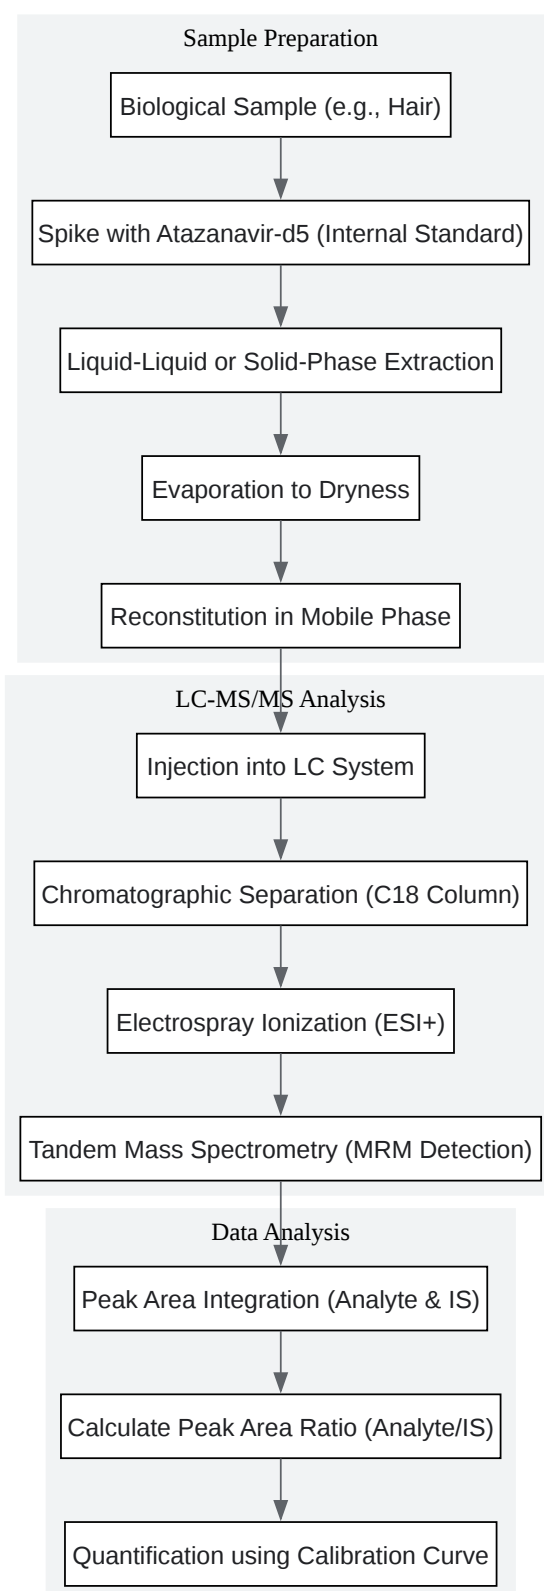 Sample Preparation
Biological Sample (e.g., Hair)
Spike with Atazanavir-d5 (Internal Standard)
Liquid-Liquid or Solid-Phase Extraction
Evaporation to Dryness
Reconstitution in Mobile Phase
LC-MS/MS Analysis
Injection into LC System
Chromatographic Separation (C18 Column)
Electrospray Ionization (ESI+)
Tandem Mass Spectrometry (MRM Detection)
Data Analysis
Peak Area Integration (Analyte & IS)
Calculate Peak Area Ratio (Analyte/IS)
Quantification using Calibration Curve